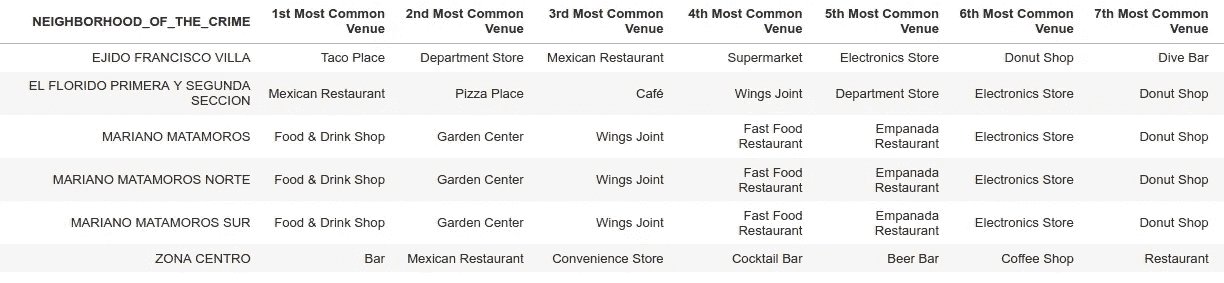 NEIGHBORHOOD_OF_THE_CRIME 1st Most Common Venue 2nd Most Common Venue 3rd Most Common Venue 4th Most Common Venue 5th Most Common Venue 6th Most Common Venue 7th Most Common Venue
EJIDO FRANCISCO VILLA Taco Place Department Store Mexican Restaurant Supermarket Electronics Store Donut Shop Dive Bar
EL FLORIDO PRIMERA Y SEGUNDA SECCION Mexican Restaurant Pizza Place Café Wings Joint Department Store Electronics Store Donut Shop
MARIANO MATAMOROS Food & Drink Shop Garden Center Wings Joint Fast Food Restaurant Empanada Restaurant Electronics Store Donut Shop
MARIANO MATAMOROS NORTE Food & Drink Shop Garden Center Wings Joint Fast Food Restaurant Empanada Restaurant Electronics Store Donut Shop
MARIANO MATAMOROS SUR Food & Drink Shop Garden Center Wings Joint Fast Food Restaurant Empanada Restaurant Electronics Store Donut Shop
ZONA CENTRO Bar Mexican Restaurant Convenience Store Cocktail Bar Beer Bar Coffee Shop Restaurant